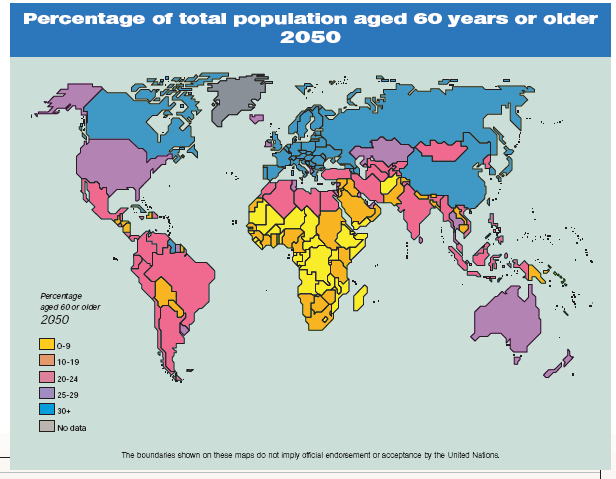 Percentage of total population aged 60 years or older
2050
Percentage
aged 60 or older
2050
0-9
10-19
20-24
25-29
30+
No data
The boundaries shown on these maps do not imply official endorsement or acceptance by the United Nations.